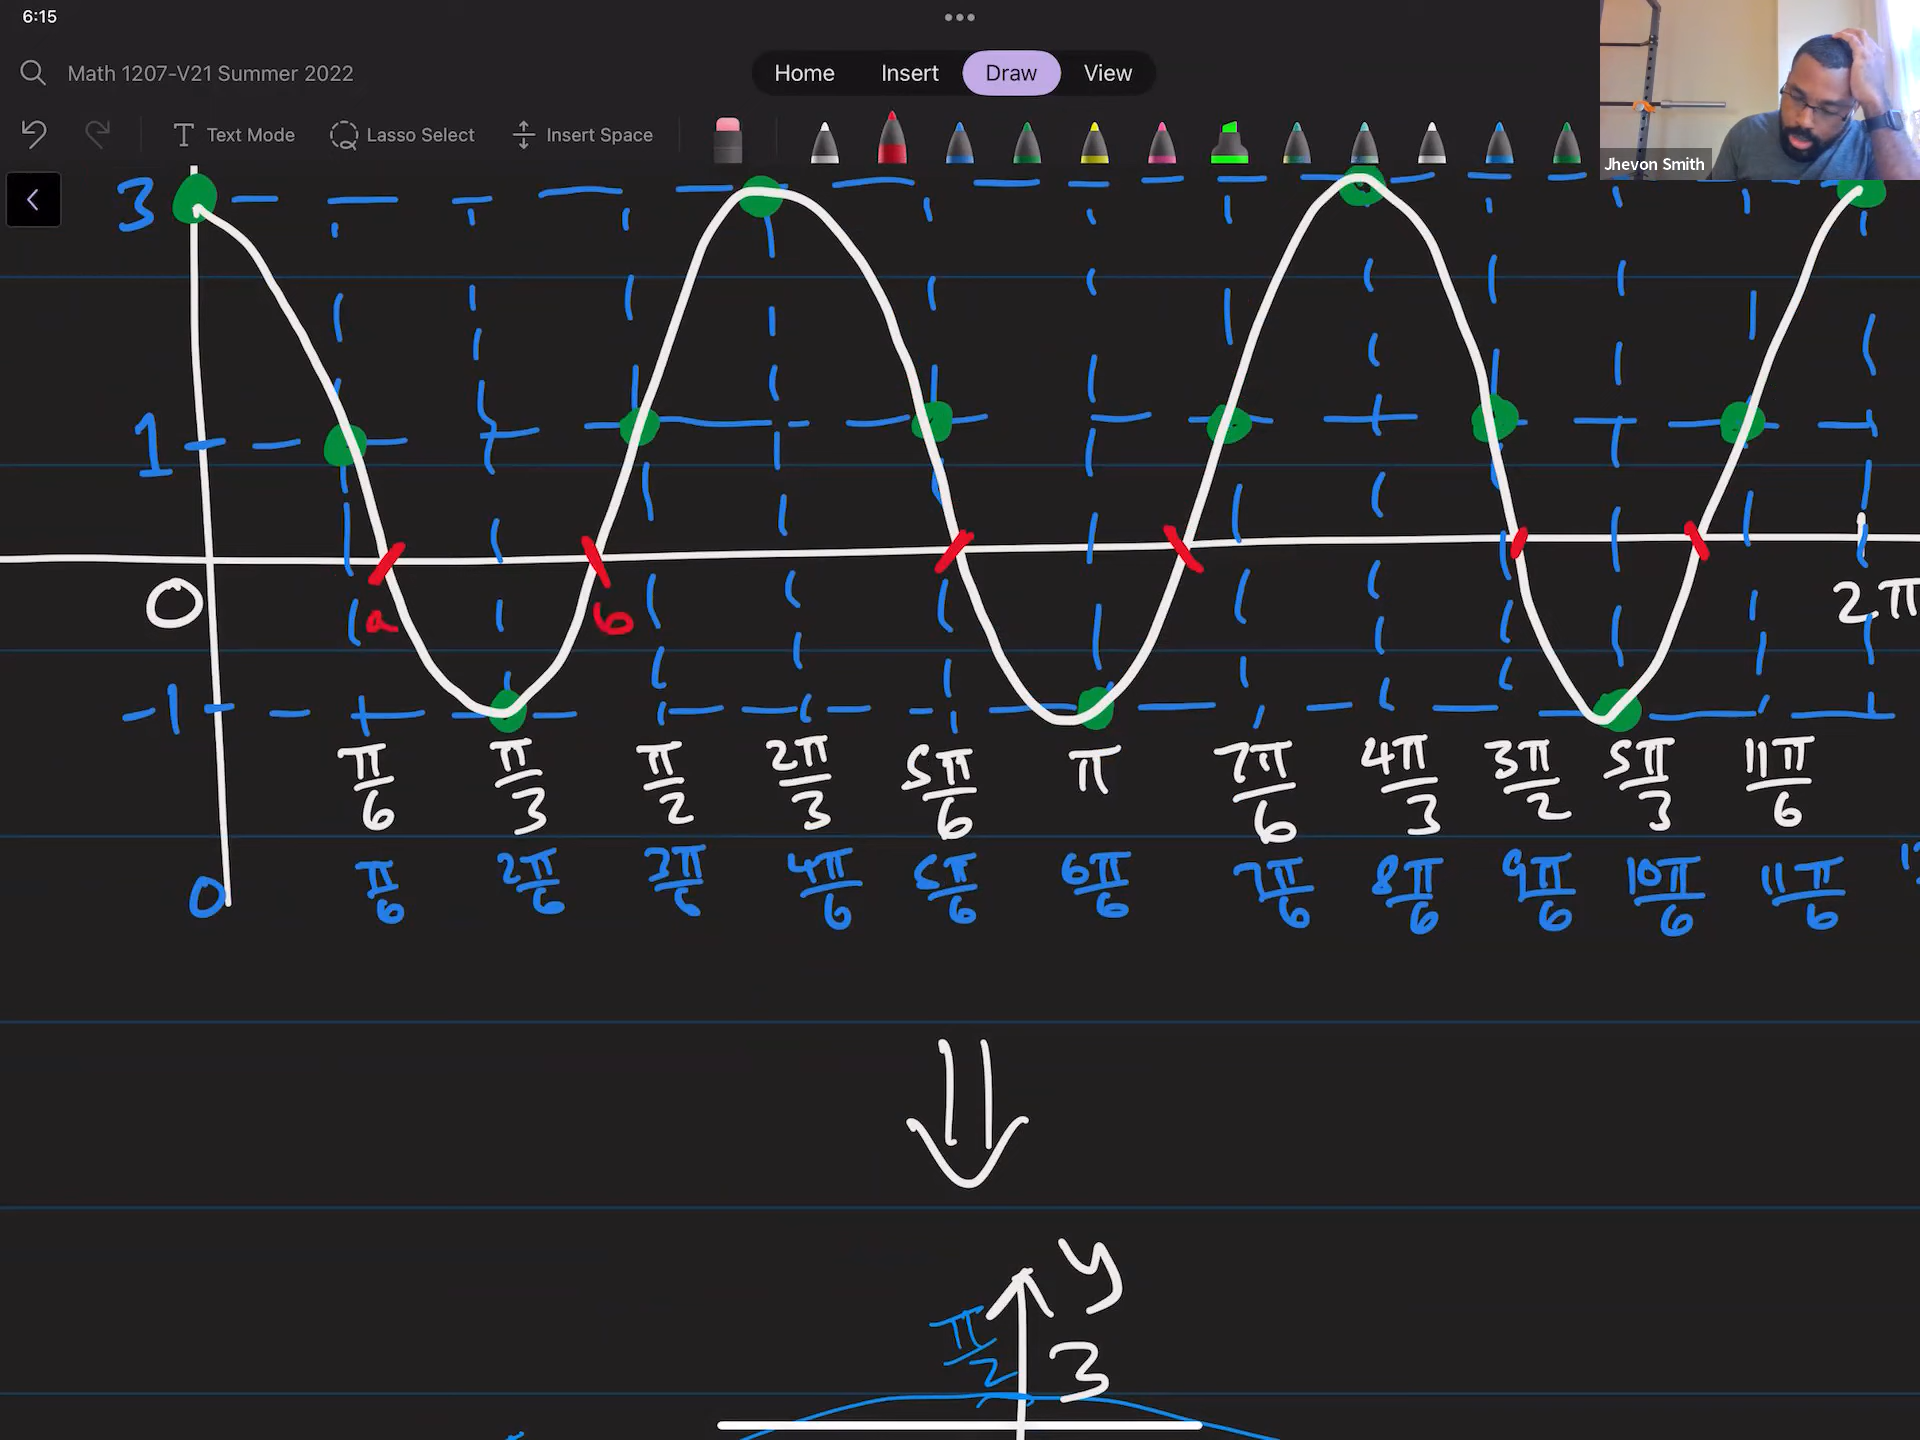 6:15
Math 1207-V21 Summer 2022
Home Insert Draw View
Text Mode Lasso Select Insert Space
Jhevon Smith
3
1
0 a b 2π
-1
π/6 π/3 π/2 2π/3 5π/6 π 7π/6 4π/3 3π/2 5π/3 11π/6
0 π/6 2π/6 3π/6 4π/6 5π/6 6π/6 7π/6 8π/6 9π/6 10π/6 11π/6
y
π/2 3